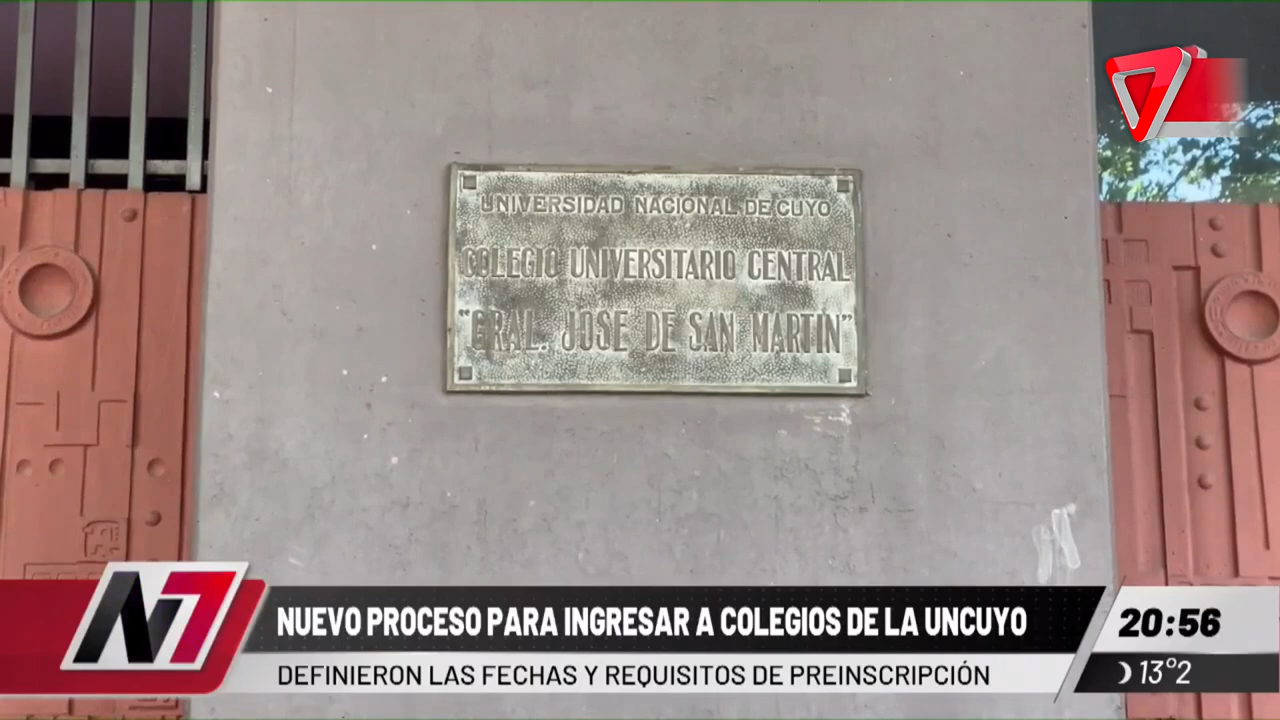 UNIVERSIDAD NACIONAL DE CUYO
COLEGIO UNIVERSITARIO CENTRAL
"GRAL. JOSE DE SAN MARTIN"
N7
NUEVO PROCESO PARA INGRESAR A COLEGIOS DE LA UNCUYO
DEFINIERON LAS FECHAS Y REQUISITOS DE PREINSCRIPCIÓN
20:56
13°2